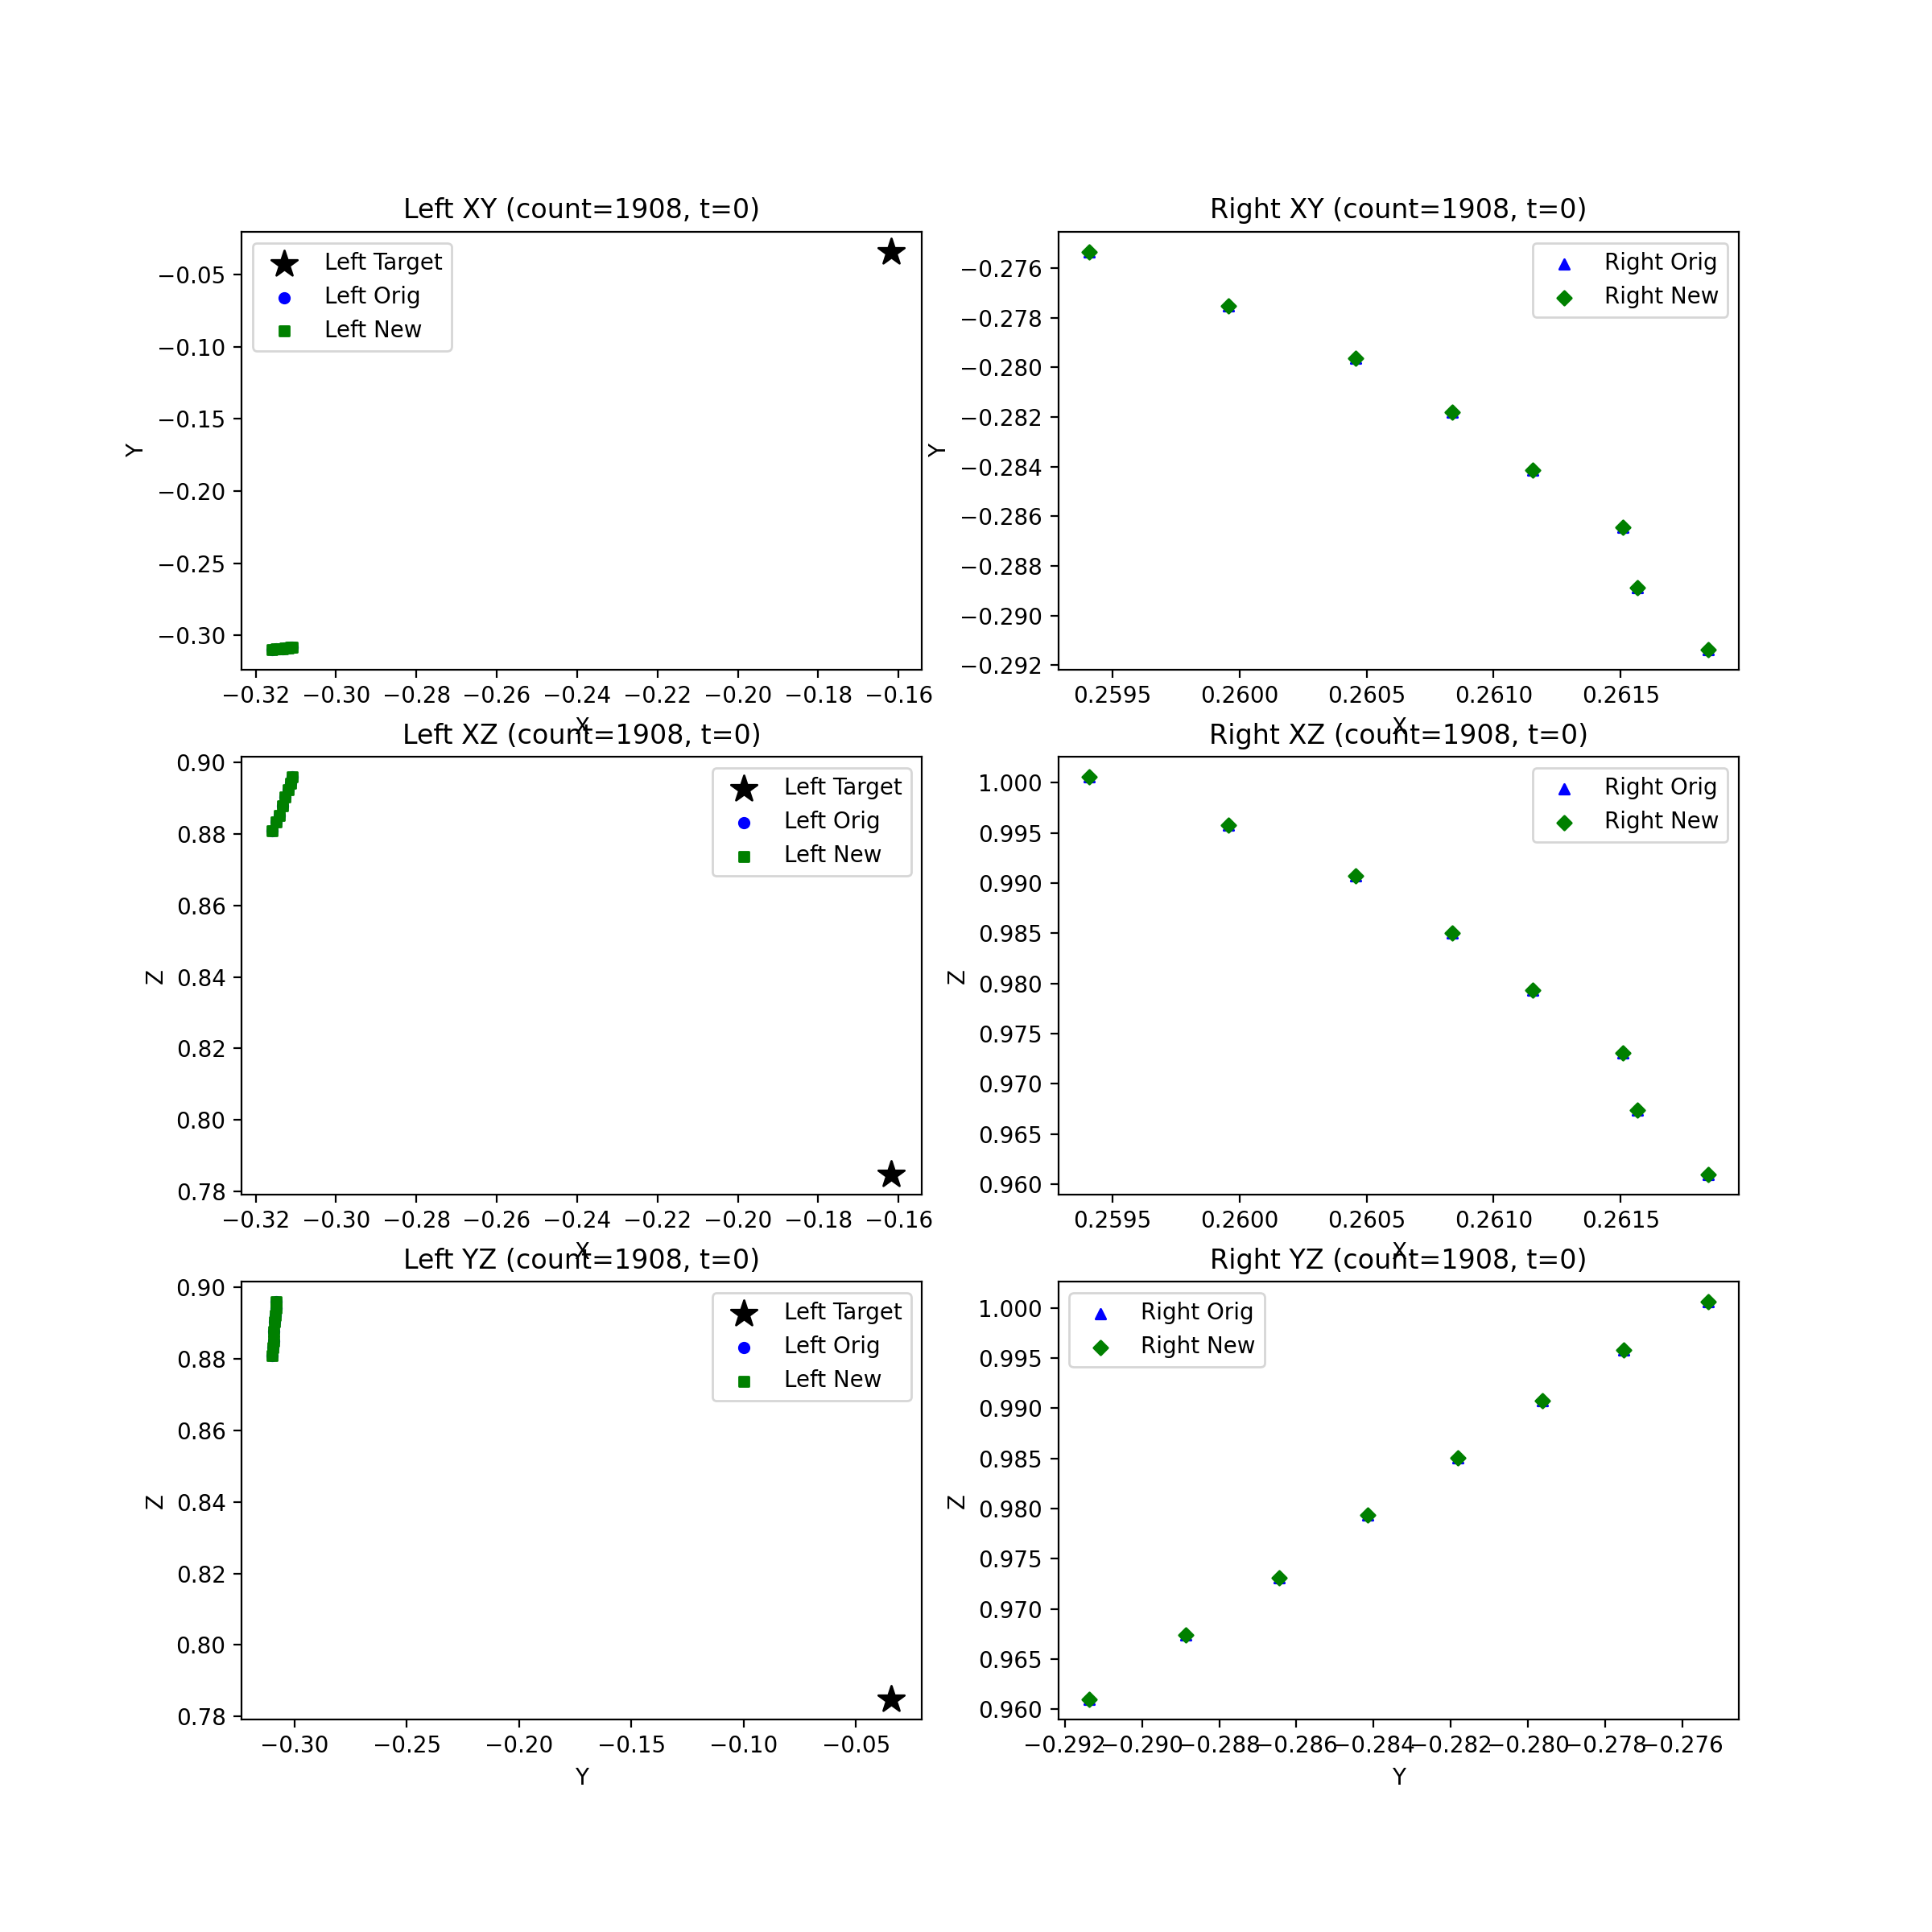 Left XY (count=1908, t=0)
Left Target
Left Orig
Left New
Y
−0.05
−0.10
−0.15
−0.20
−0.25
−0.30
−0.32 −0.30 −0.28 −0.26 −0.24 −0.22 −0.20 −0.18 −0.16
X
Right XY (count=1908, t=0)
Right Orig
Right New
Y
−0.276
−0.278
−0.280
−0.282
−0.284
−0.286
−0.288
−0.290
−0.292
0.2595 0.2600 0.2605 0.2610 0.2615
X
Left XZ (count=1908, t=0)
Left Target
Left Orig
Left New
Z
0.90
0.88
0.86
0.84
0.82
0.80
0.78
−0.32 −0.30 −0.28 −0.26 −0.24 −0.22 −0.20 −0.18 −0.16
X
Right XZ (count=1908, t=0)
Right Orig
Right New
Z
1.000
0.995
0.990
0.985
0.980
0.975
0.970
0.965
0.960
0.2595 0.2600 0.2605 0.2610 0.2615
X
Left YZ (count=1908, t=0)
Left Target
Left Orig
Left New
Z
0.90
0.88
0.86
0.84
0.82
0.80
0.78
−0.30 −0.25 −0.20 −0.15 −0.10 −0.05
Y
Right YZ (count=1908, t=0)
Right Orig
Right New
Z
1.000
0.995
0.990
0.985
0.980
0.975
0.970
0.965
0.960
−0.292 −0.290 −0.288 −0.286 −0.284 −0.282 −0.280 −0.278 −0.276
Y